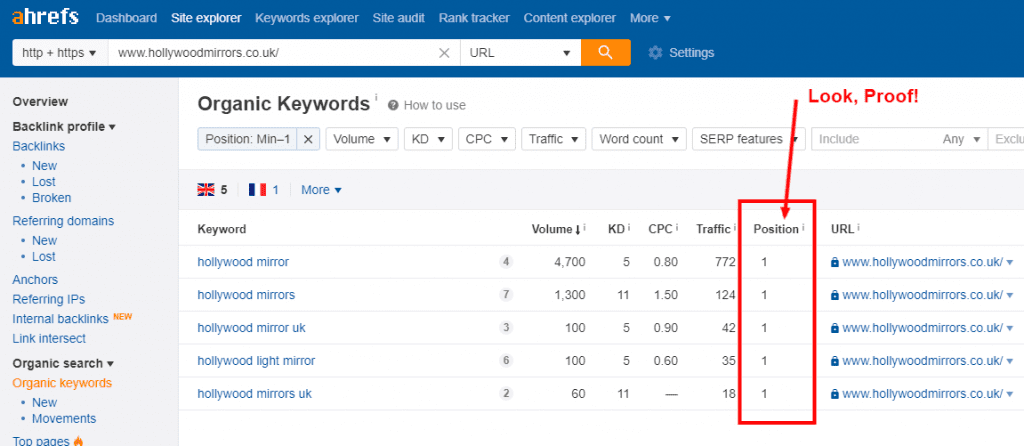 ahrefs Dashboard Site explorer Keywords explorer Site audit Rank tracker Content explorer More
http + https www.hollywoodmirrors.co.uk/ URL Settings
Look, Proof!
Overview
Backlink profile
Backlinks
New
Lost
Broken
Referring domains
New
Lost
Anchors
Referring IPs
Internal backlinks NEW
Link intersect
Organic search
Organic keywords
New
Movements
Top pages
Organic Keywords i How to use
Position: Min–1 Volume KD CPC Traffic Word count SERP features Include Any Exclu
5 1 More
Keyword Volume i KD i CPC i Traffic i Position i URL i
hollywood mirror 4 4,700 5 0.80 772 1 www.hollywoodmirrors.co.uk/
hollywood mirrors 7 1,300 11 1.50 124 1 www.hollywoodmirrors.co.uk/
hollywood mirror uk 3 100 5 0.90 42 1 www.hollywoodmirrors.co.uk/
hollywood light mirror 6 100 5 0.60 35 1 www.hollywoodmirrors.co.uk/
hollywood mirrors uk 2 60 11 — 18 1 www.hollywoodmirrors.co.uk/